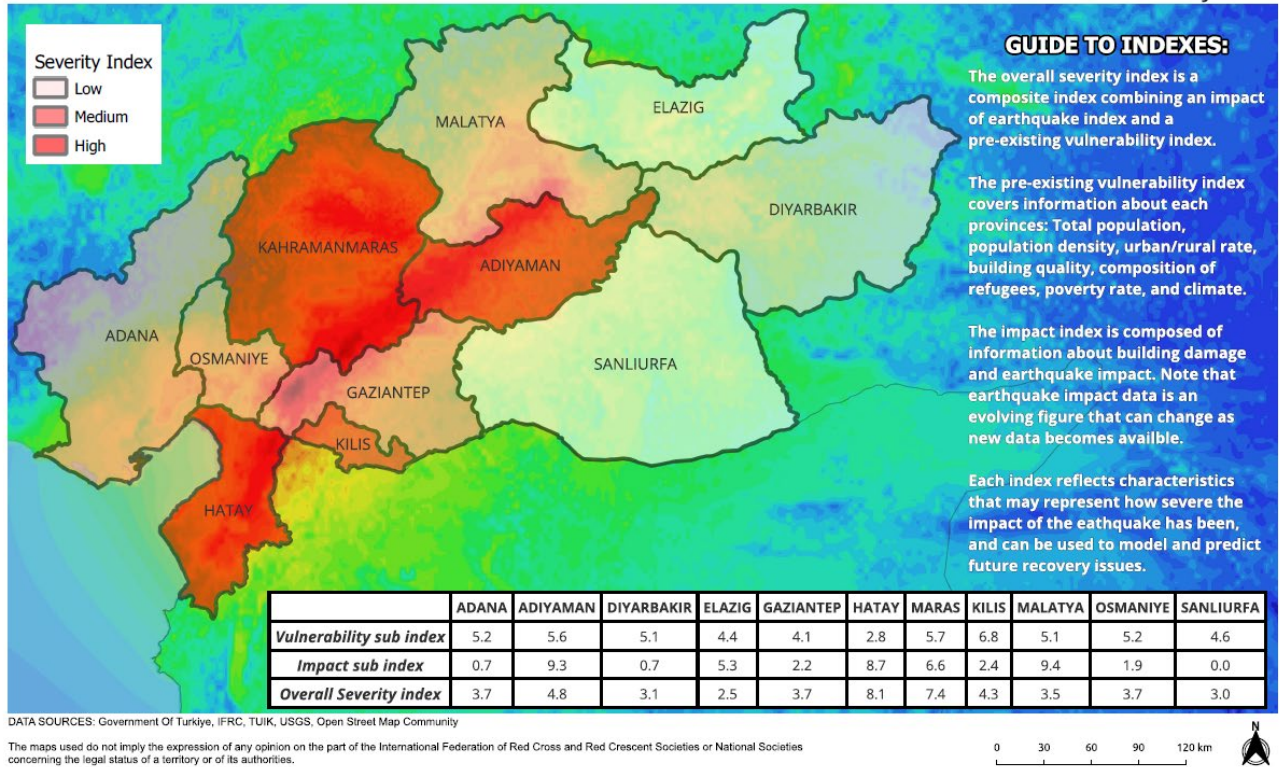 Severity Index
Low
Medium
High
MALATYA
ELAZIG
DIYARBAKIR
KAHRAMANMARAS
ADIYAMAN
ADANA
OSMANIYE
GAZIANTEP
SANLIURFA
KILIS
HATAY
GUIDE TO INDEXES:
The overall severity index is a
composite index combining an impact
of earthquake index and a
pre-existing vulnerability index.
The pre-existing vulnerability index
covers information about each
provinces: Total population,
population density, urban/rural rate,
building quality, composition of
refugees, poverty rate, and climate.
The impact index is composed of
information about building damage
and earthquake impact. Note that
earthquake impact data is an
evolving figure that can change as
new data becomes availble.
Each index reflects characteristics
that may represent how severe the
impact of the eathquake has been,
and can be used to model and predict
future recovery issues.
ADANA ADIYAMAN DIYARBAKIR ELAZIG GAZIANTEP HATAY MARAS KILIS MALATYA OSMANIYE SANLIURFA
Vulnerability sub index 5.2 5.6 5.1 4.4 4.1 2.8 5.7 6.8 5.1 5.2 4.6
Impact sub index 0.7 9.3 0.7 5.3 2.2 8.7 6.6 2.4 9.4 1.9 0.0
Overall Severity index 3.7 4.8 3.1 2.5 3.7 8.1 7.4 4.3 3.5 3.7 3.0
DATA SOURCES: Government Of Turkiye, IFRC, TUIK, USGS, Open Street Map Community
The maps used do not imply the expression of any opinion on the part of the International Federation of Red Cross and Red Crescent Societies or National Societies
concerning the legal status of a territory or of its authorities.
0 30 60 90 120 km
N